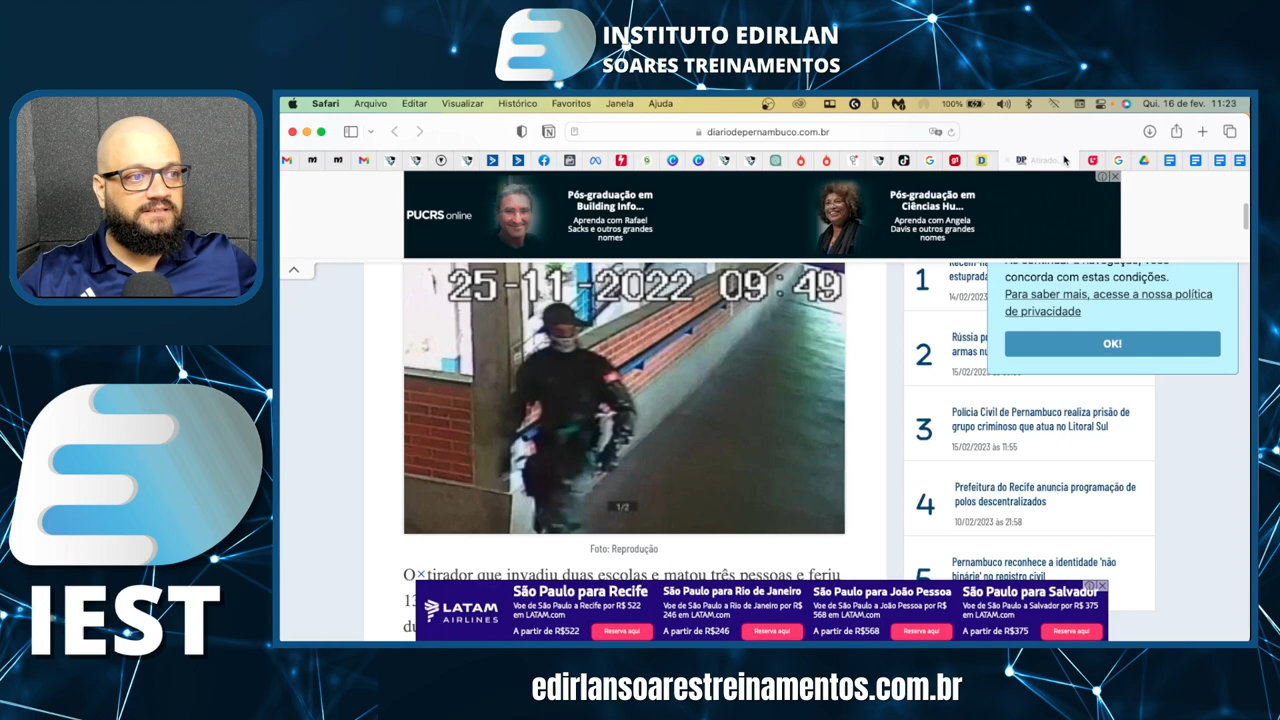 INSTITUTO EDIRLAN
SOARES TREINAMENTOS
Safari Arquivo Editar Visualizar Histórico Favoritos Janela Ajuda 100% Qui. 16 de fev. 11:23
diariodepernambuco.com.br
DP Atirado...
PUCRS online
Pós-graduação em
Building Info...
Aprenda com Rafael
Sacks e outros grandes
nomes
Pós-graduação em
Ciências Hu...
Aprenda com Angela
Davis e outros grandes
nomes
25-11-2022 09:49
1/2
Foto: Reprodução
O tirador que invadiu duas escolas e matou três pessoas e feriu
1
estuprada
14/02/2023
concorda com estas condições.
Para saber mais, acesse a nossa política
de privacidade
OK!
2
Rússia
armas
15/02/2023
3
Polícia Civil de Pernambuco realiza prisão de
grupo criminoso que atua no Litoral Sul
15/02/2023 às 11:55
4
Prefeitura do Recife anuncia programação de
polos descentralizados
10/02/2023 às 21:58
Pernambuco reconhece a identidade 'não
binárie' no registro civil
LATAM
AIRLINES
São Paulo para Recife
Voe de São Paulo a Recife por R$ 522
em LATAM.com
A partir de R$522 Reserva aqui
São Paulo para Rio de Janeiro
Voe de São Paulo a Rio de Janeiro por R$
246 em LATAM.com
A partir de R$246 Reserva aqui
São Paulo para João Pessoa
Voe de São Paulo a João Pessoa por R$
568 em LATAM.com
A partir de R$568 Reserva aqui
São Paulo para Salvador
Voe de São Paulo a Salvador por R$ 375
em LATAM.com
A partir de R$375 Reserva aqui
IEST
edirlansoarestreinamentos.com.br